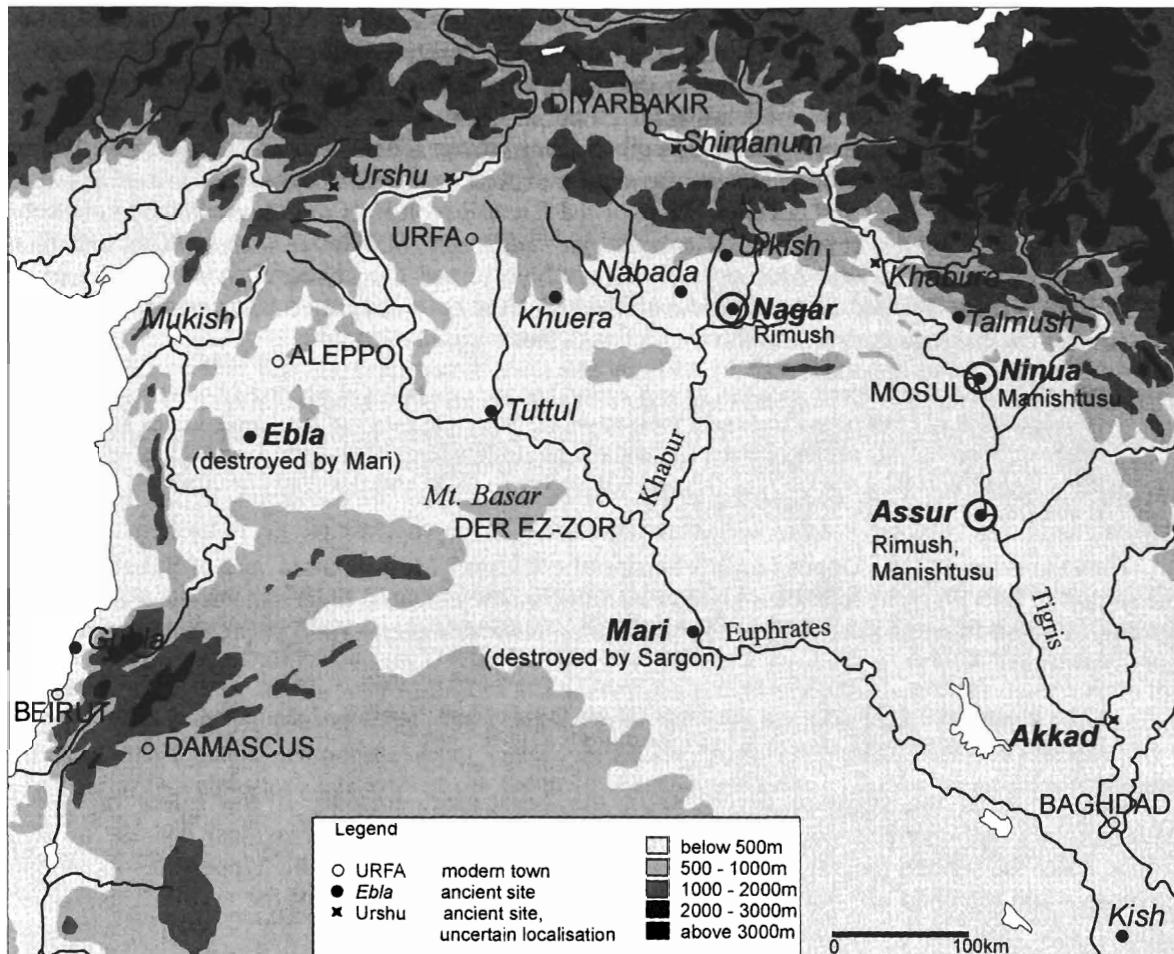 DIYARBAKIR
Shimanum
Urshu
URFA
Urkish
Nabada
Khabura
Khuera
Nagar
Rimush
Talmush
Mukish
ALEPPO
MOSUL
Ninua
Manishtusu
Tuttul
Ebla
(destroyed by Mari)
Khabur
Mt. Basar
DER EZ-ZOR
Assur
Rimush,
Manishtusu
Tigris
Gubla
Mari
(destroyed by Sargon)
Euphrates
BEIRUT
DAMASCUS
Akkad
BAGHDAD
Kish
Legend
URFA modern town
Ebla ancient site
Urshu ancient site,
uncertain localisation
below 500m
500 - 1000m
1000 - 2000m
2000 - 3000m
above 3000m
0 100km